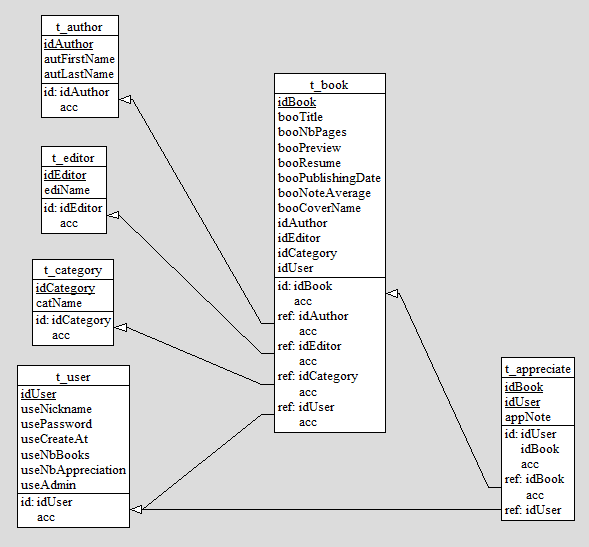 t_author
idAuthor
autFirstName
autLastName
id: idAuthor
acc
t_editor
idEditor
ediName
id: idEditor
acc
t_category
idCategory
catName
id: idCategory
acc
t_user
idUser
useNickname
usePassword
useCreateAt
useNbBooks
useNbAppreciation
useAdmin
id: idUser
acc
t_book
idBook
booTitle
booNbPages
booPreview
booResume
booPublishingDate
booNoteAverage
booCoverName
idAuthor
idEditor
idCategory
idUser
id: idBook
acc
ref: idAuthor
acc
ref: idEditor
acc
ref: idCategory
acc
ref: idUser
acc
t_appreciate
idBook
idUser
appNote
id: idUser
idBook
acc
ref: idBook
acc
ref: idUser